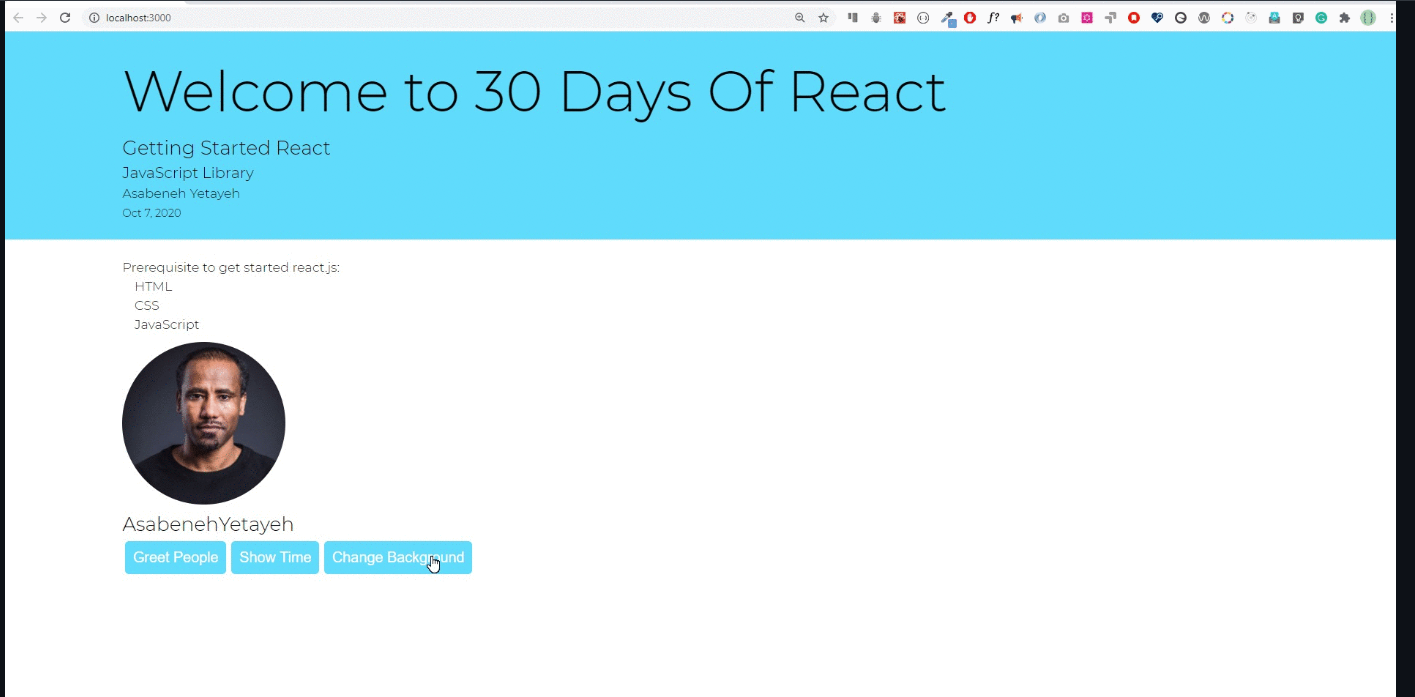 localhost:3000
f?
Welcome to 30 Days Of React
Getting Started React
JavaScript Library
Asabeneh Yetayeh
Oct 7, 2020
Prerequisite to get started react.js:
HTML
CSS
JavaScript
AsabenehYetayeh
Greet People Show Time Change Background